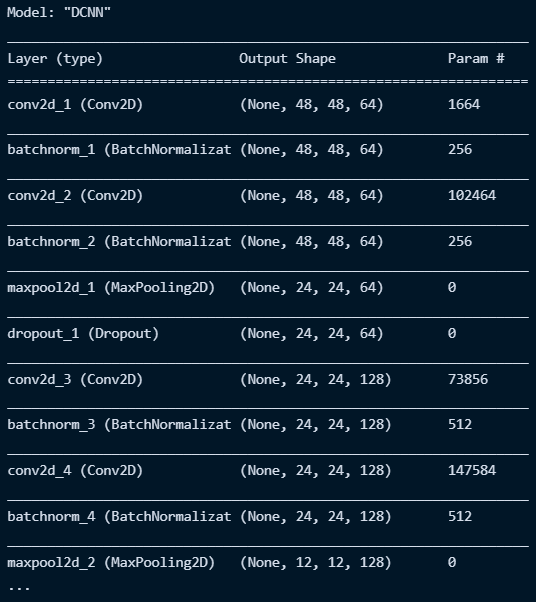 Model: "DCNN"
_________________________________________________________________
Layer (type)                 Output Shape              Param #
=================================================================
conv2d_1 (Conv2D)            (None, 48, 48, 64)        1664
_________________________________________________________________
batchnorm_1 (BatchNormalizat (None, 48, 48, 64)        256
_________________________________________________________________
conv2d_2 (Conv2D)            (None, 48, 48, 64)        102464
_________________________________________________________________
batchnorm_2 (BatchNormalizat (None, 48, 48, 64)        256
_________________________________________________________________
maxpool2d_1 (MaxPooling2D)   (None, 24, 24, 64)        0
_________________________________________________________________
dropout_1 (Dropout)          (None, 24, 24, 64)        0
_________________________________________________________________
conv2d_3 (Conv2D)            (None, 24, 24, 128)       73856
_________________________________________________________________
batchnorm_3 (BatchNormalizat (None, 24, 24, 128)       512
_________________________________________________________________
conv2d_4 (Conv2D)            (None, 24, 24, 128)       147584
_________________________________________________________________
batchnorm_4 (BatchNormalizat (None, 24, 24, 128)       512
_________________________________________________________________
maxpool2d_2 (MaxPooling2D)   (None, 12, 12, 128)       0
...